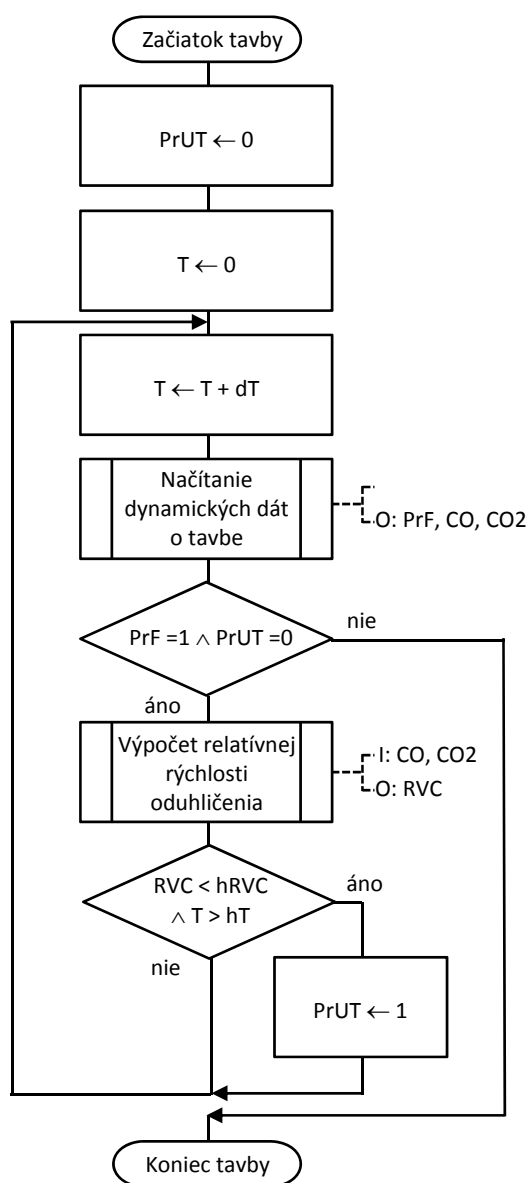 Začiatok tavby
PrUT ← 0
T ← 0
T ← T + dT
Načítanie
dynamických dát
o tavbe
O: PrF, CO, CO2
PrF =1 ∧ PrUT =0
nie
áno
Výpočet relatívnej
rýchlosti
oduhličenia
I: CO, CO2
O: RVC
RVC < hRVC
∧ T > hT
áno
nie
PrUT ← 1
Koniec tavby